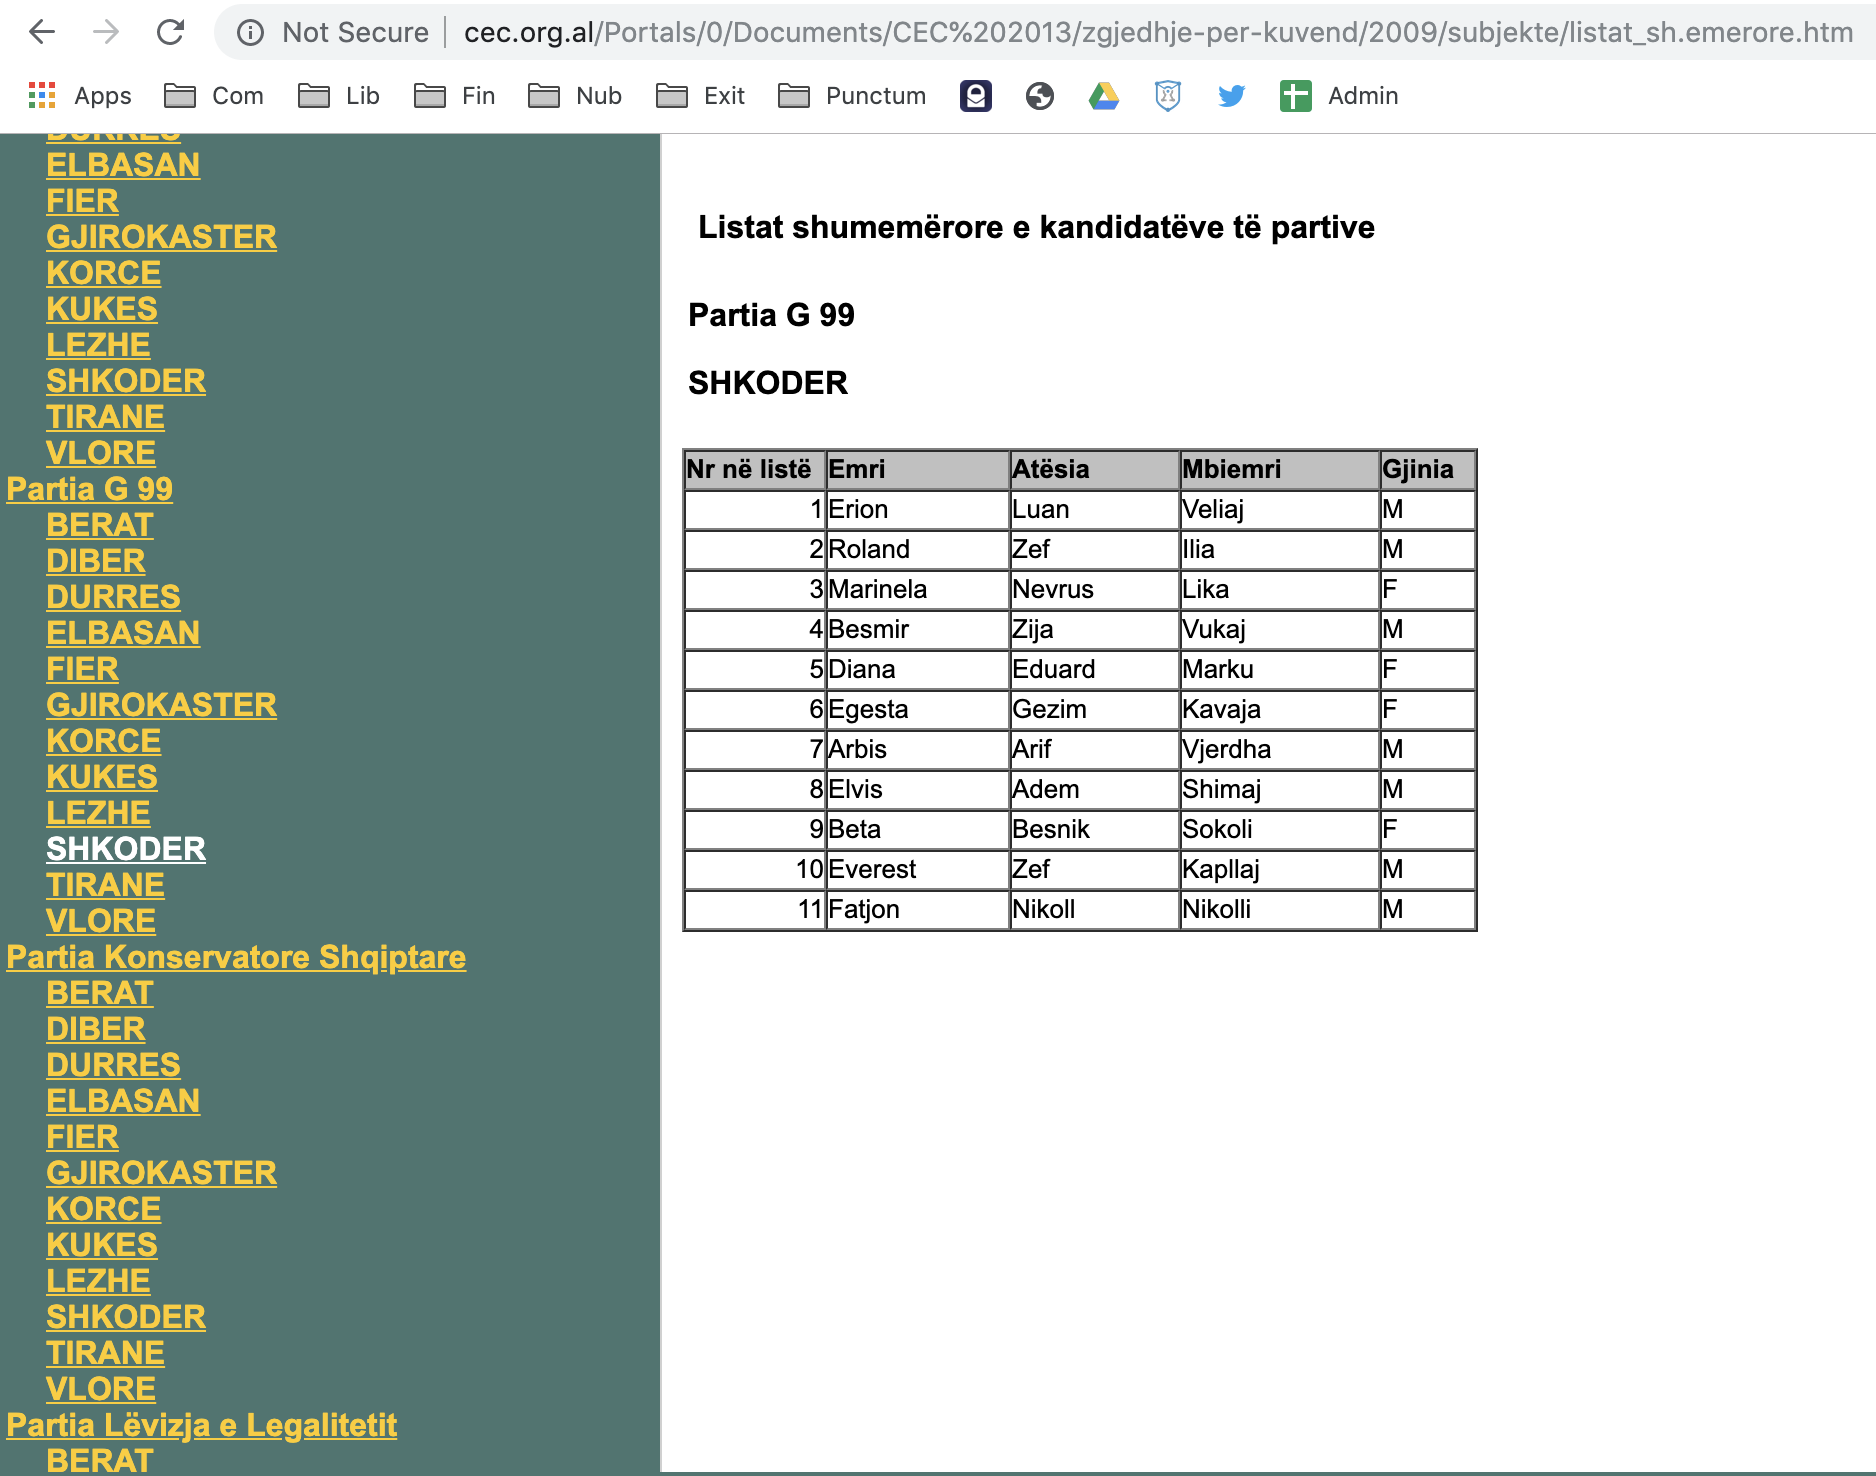 Not Secure | cec.org.al/Portals/0/Documents/CEC%202013/zgjedhje-per-kuvend/2009/subjekte/listat_sh.emerore.htm
Apps Com Lib Fin Nub Exit Punctum Admin
DURRES
ELBASAN
FIER
GJIROKASTER
KORCE
KUKES
LEZHE
SHKODER
TIRANE
VLORE
Partia G 99
BERAT
DIBER
DURRES
ELBASAN
FIER
GJIROKASTER
KORCE
KUKES
LEZHE
SHKODER
TIRANE
VLORE
Partia Konservatore Shqiptare
BERAT
DIBER
DURRES
ELBASAN
FIER
GJIROKASTER
KORCE
KUKES
LEZHE
SHKODER
TIRANE
VLORE
Partia Lëvizja e Legalitetit
BERAT
Listat shumemërore e kandidatëve të partive
Partia G 99
SHKODER
Nr në listë Emri Atësia Mbiemri Gjinia
1 Erion Luan Veliaj M
2 Roland Zef Ilia M
3 Marinela Nevrus Lika F
4 Besmir Zija Vukaj M
5 Diana Eduard Marku F
6 Egesta Gezim Kavaja F
7 Arbis Arif Vjerdha M
8 Elvis Adem Shimaj M
9 Beta Besnik Sokoli F
10 Everest Zef Kapllaj M
11 Fatjon Nikoll Nikolli M